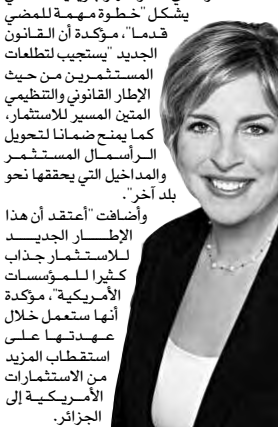 يشكل "خطوة مهمة للمضي
قدما"، مؤكدة أن القانون
الجديد "يستجيب لتطلعات
المستثمرين من حيث
الإطار القانوني والتنظيمي
المتين المسير للاستثمار،
كما يمنح ضمانا لتحويل
الرأسمال المستثمر
والمداخيل التي يحققها نحو
بلد آخر".
وأضافت "أعتقد أن هذا
الإطار الجديد
للاستثمار جذاب
كثيرا للمؤسسات
الأمريكية"، مؤكدة
أنها ستعمل خلال
عهدتها على
استقطاب المزيد
من الاستثمارات
الأمريكية إلى
الجزائر.